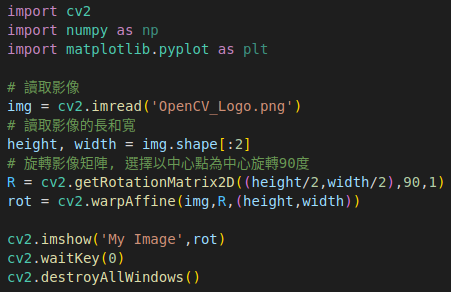 import cv2
import numpy as np
import matplotlib.pyplot as plt
# 讀取影像
img = cv2.imread('OpenCV_Logo.png')
# 讀取影像的長和寬
height, width = img.shape[:2]
# 旋轉影像矩陣, 選擇以中心點為中心旋轉90度
R = cv2.getRotationMatrix2D((height/2,width/2),90,1)
rot = cv2.warpAffine(img,R,(height,width))
cv2.imshow('My Image',rot)
cv2.waitKey(0)
cv2.destroyAllWindows()